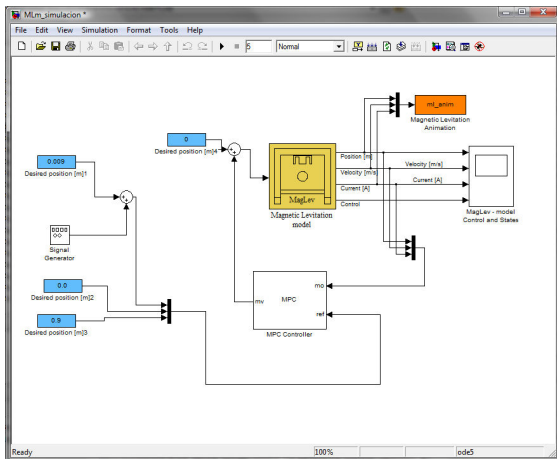 MLm_simulacion *
File Edit View Simulation Format Tools Help
5
Normal
ml_anim
Magnetic Levitation
Animation
0
Desired position [m]4
0.009
Desired position [m]1
MagLev
Magnetic Levitation
model
Position [m]
Velocity [m/s]
Velocity [m/s]
Current [A]
Current [A]
Control
MagLev - model
Control and States
Signal
Generator
0.0
Desired position [m]2
0.9
Desired position [m]3
mv
MPC
mo
ref
MPC Controller
Ready
100%
ode5